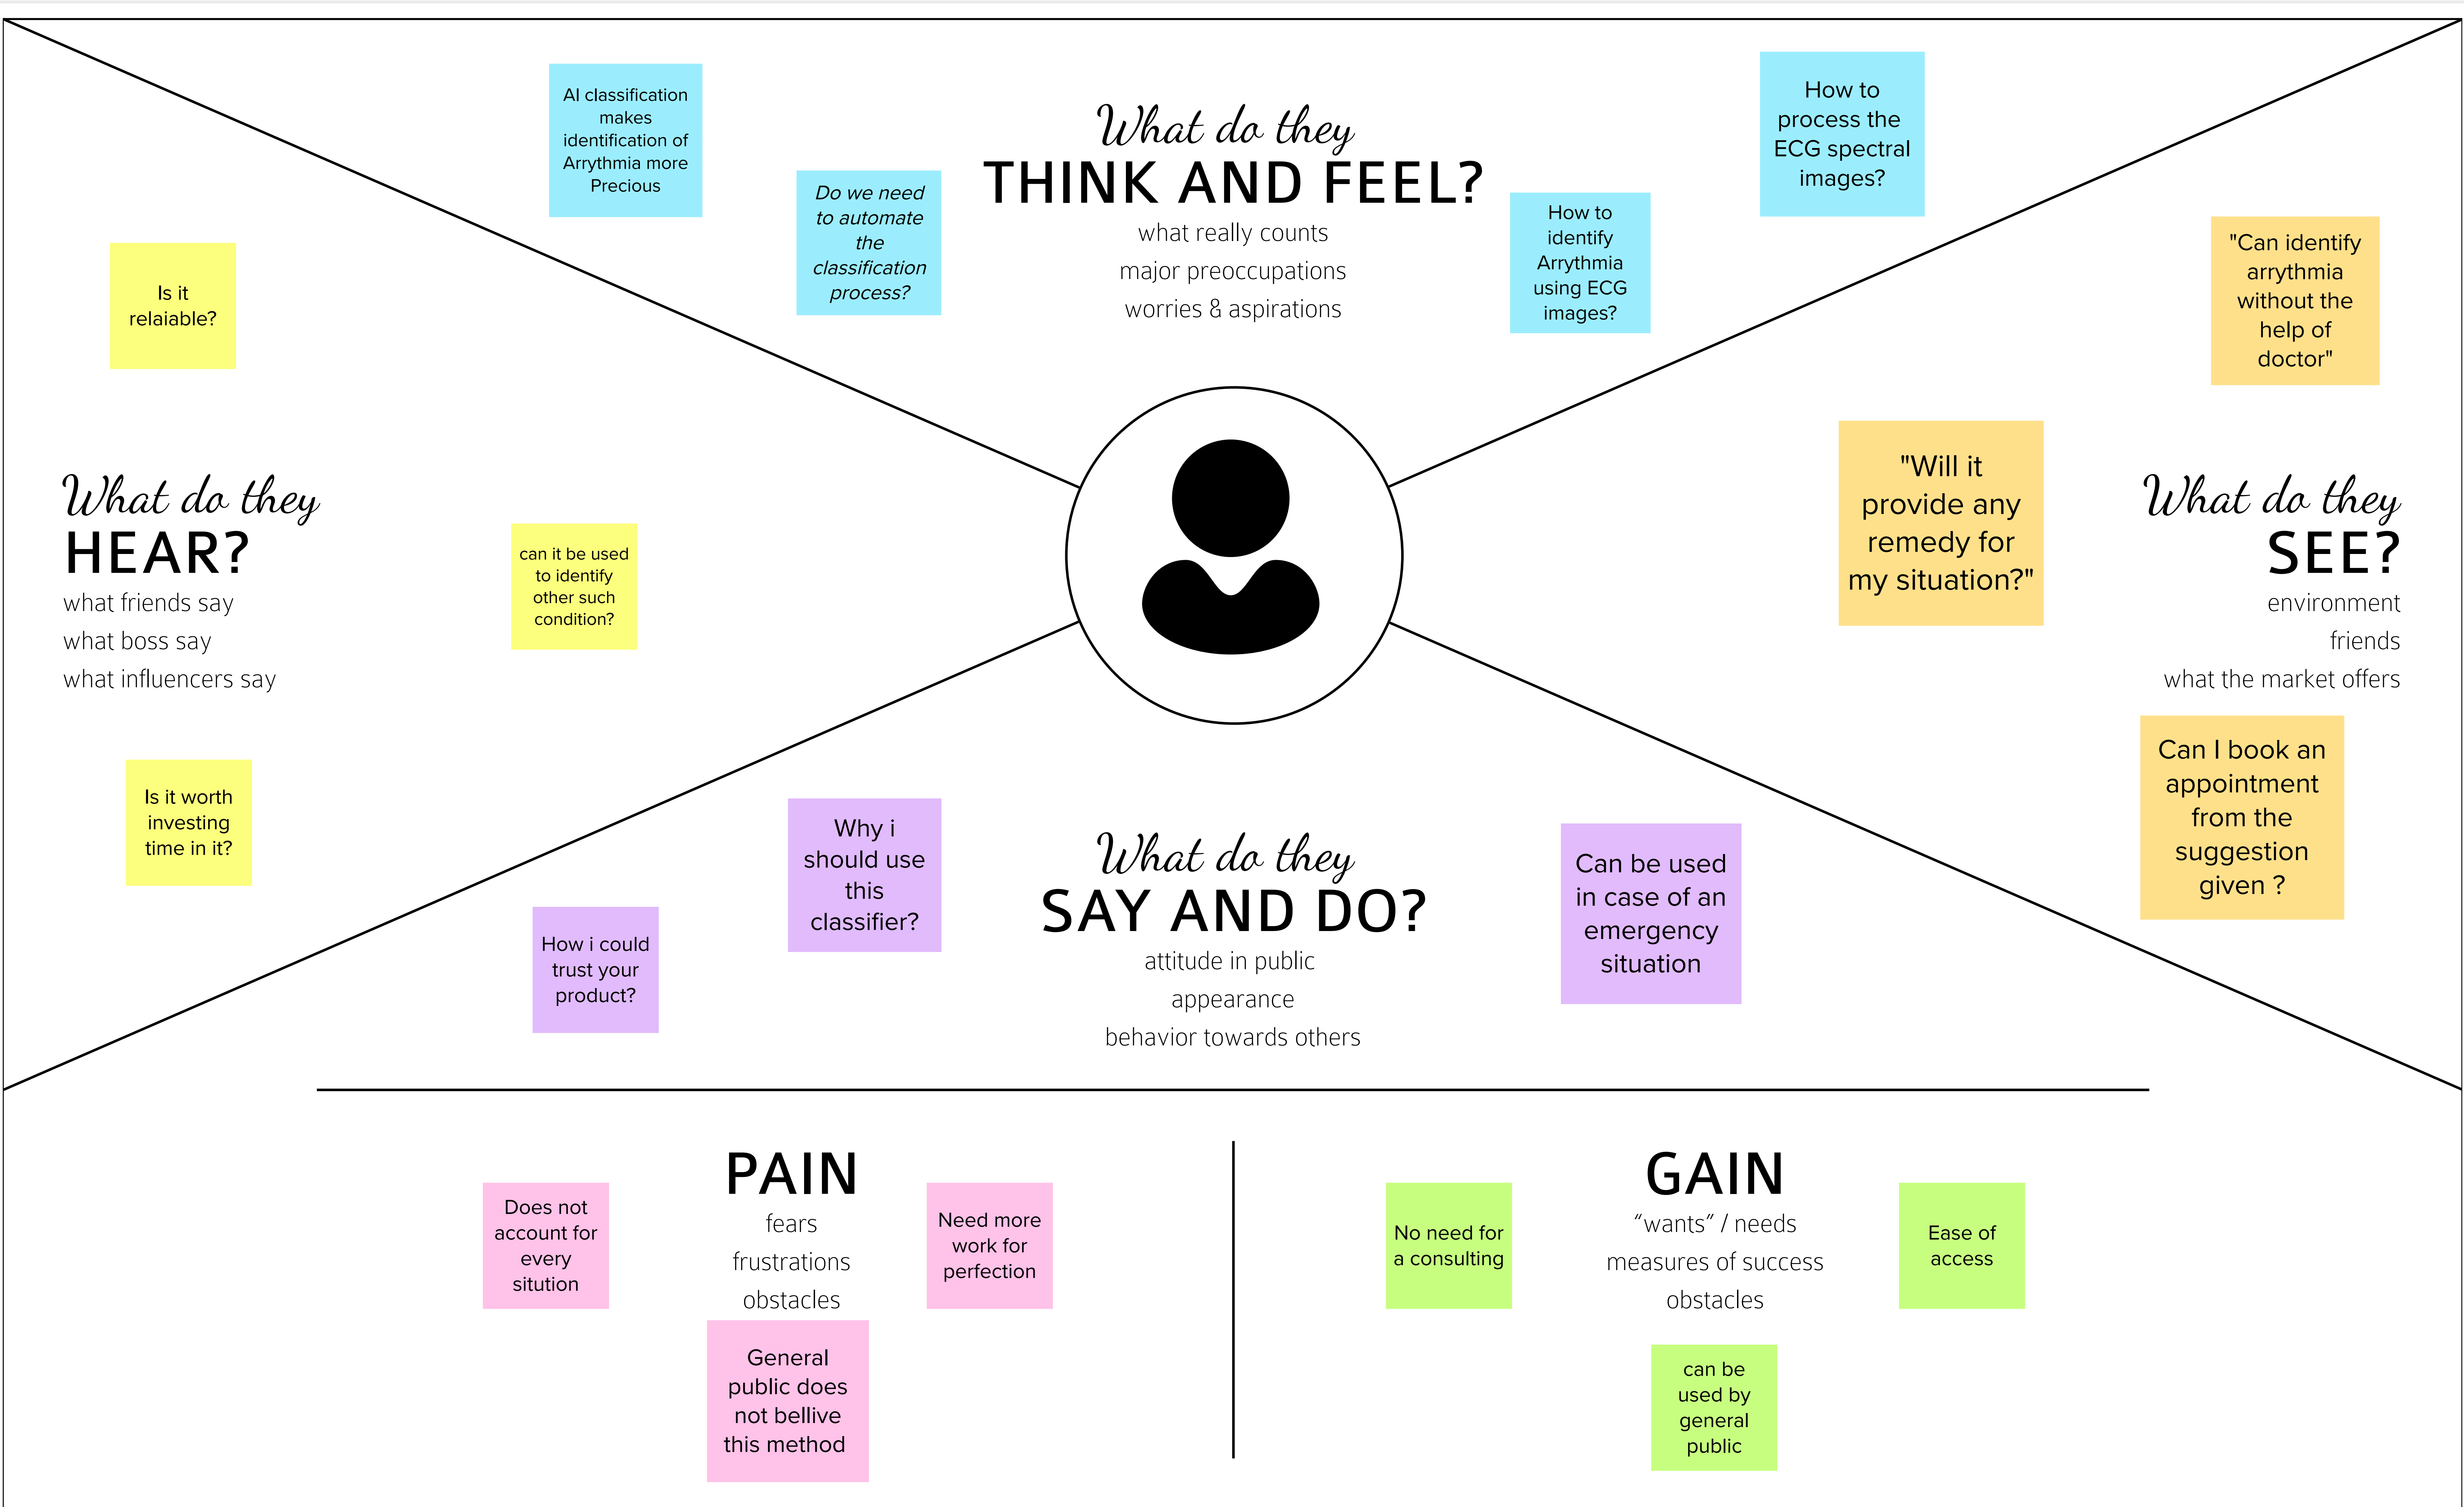 What do they
THINK AND FEEL?
what really counts
major preoccupations
worries & aspirations
AI classification
makes
identification of
Arrythmia more
Precious
Do we need
to automate
the
classification
process?
How to
identify
Arrythmia
using ECG
images?
How to
process the
ECG spectral
images?
Is it
relaiable?
What do they
HEAR?
what friends say
what boss say
what influencers say
can it be used
to identify
other such
condition?
Is it worth
investing
time in it?
"Can identify
arrythmia
without the
help of
doctor"
"Will it
provide any
remedy for
my situation?"
What do they
SEE?
environment
friends
what the market offers
Can I book an
appointment
from the
suggestion
given ?
What do they
SAY AND DO?
attitude in public
appearance
behavior towards others
Why i
should use
this
classifier?
How i could
trust your
product?
Can be used
in case of an
emergency
situation
PAIN
fears
frustrations
obstacles
Does not
account for
every
sitution
Need more
work for
perfection
General
public does
not bellive
this method
GAIN
“wants” / needs
measures of success
obstacles
No need for
a consulting
Ease of
access
can be
used by
general
public